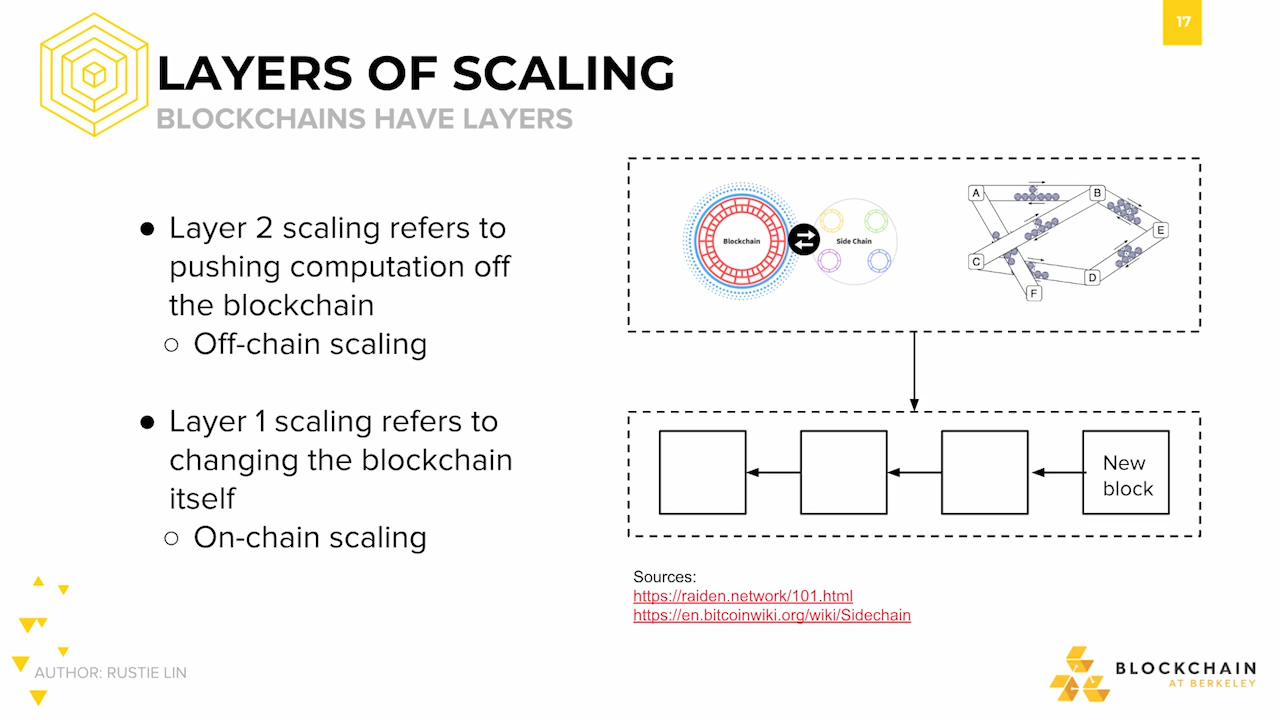 17
LAYERS OF SCALING
BLOCKCHAINS HAVE LAYERS
● Layer 2 scaling refers to
pushing computation off
the blockchain
○ Off-chain scaling
● Layer 1 scaling refers to
changing the blockchain
itself
○ On-chain scaling
Blockchain
Side Chain
A
B
E
C
D
F
New
block
Sources:
https://raiden.network/101.html
https://en.bitcoinwiki.org/wiki/Sidechain
AUTHOR: RUSTIE LIN
BLOCKCHAIN
AT BERKELEY